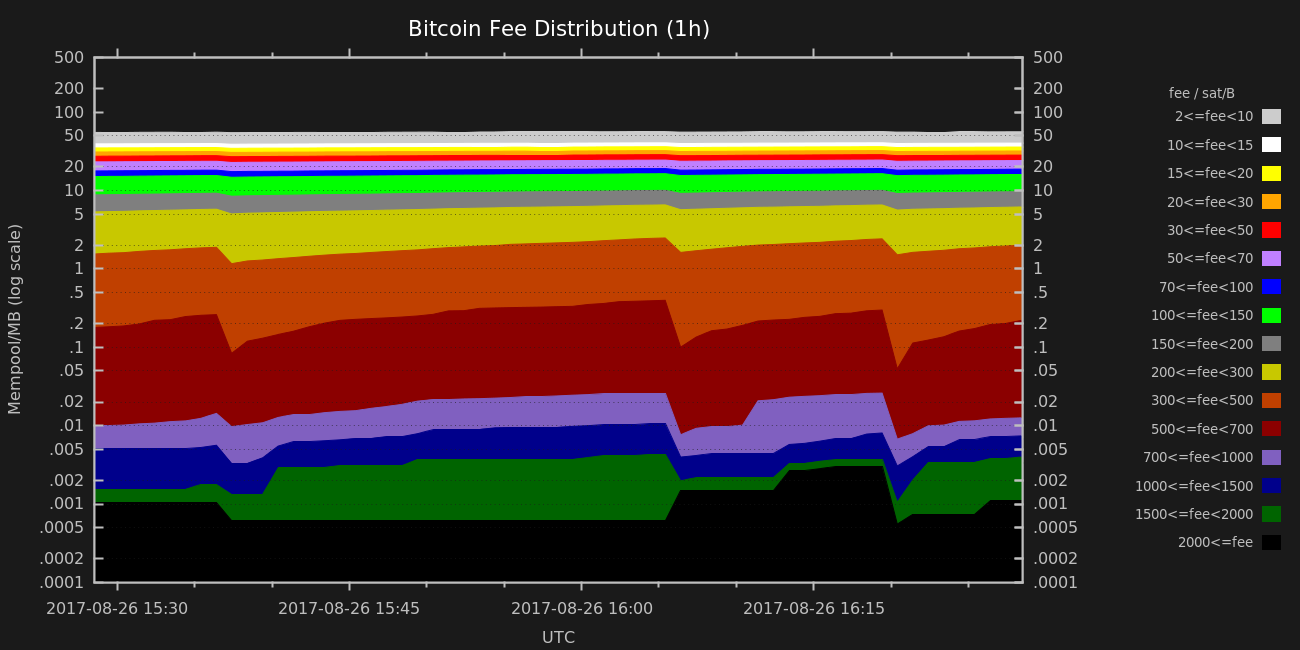 Bitcoin Fee Distribution (1h)
500
200
100
50
20
10
5
2
1
.5
.2
.1
.05
.02
.01
.005
.002
.001
.0005
.0002
.0001
Mempool/MB (log scale)
500
200
100
50
20
10
5
2
1
.5
.2
.1
.05
.02
.01
.005
.002
.001
.0005
.0002
.0001
2017-08-26 15:30
2017-08-26 15:45
2017-08-26 16:00
2017-08-26 16:15
UTC
fee / sat/B
2<=fee<10
10<=fee<15
15<=fee<20
20<=fee<30
30<=fee<50
50<=fee<70
70<=fee<100
100<=fee<150
150<=fee<200
200<=fee<300
300<=fee<500
500<=fee<700
700<=fee<1000
1000<=fee<1500
1500<=fee<2000
2000<=fee